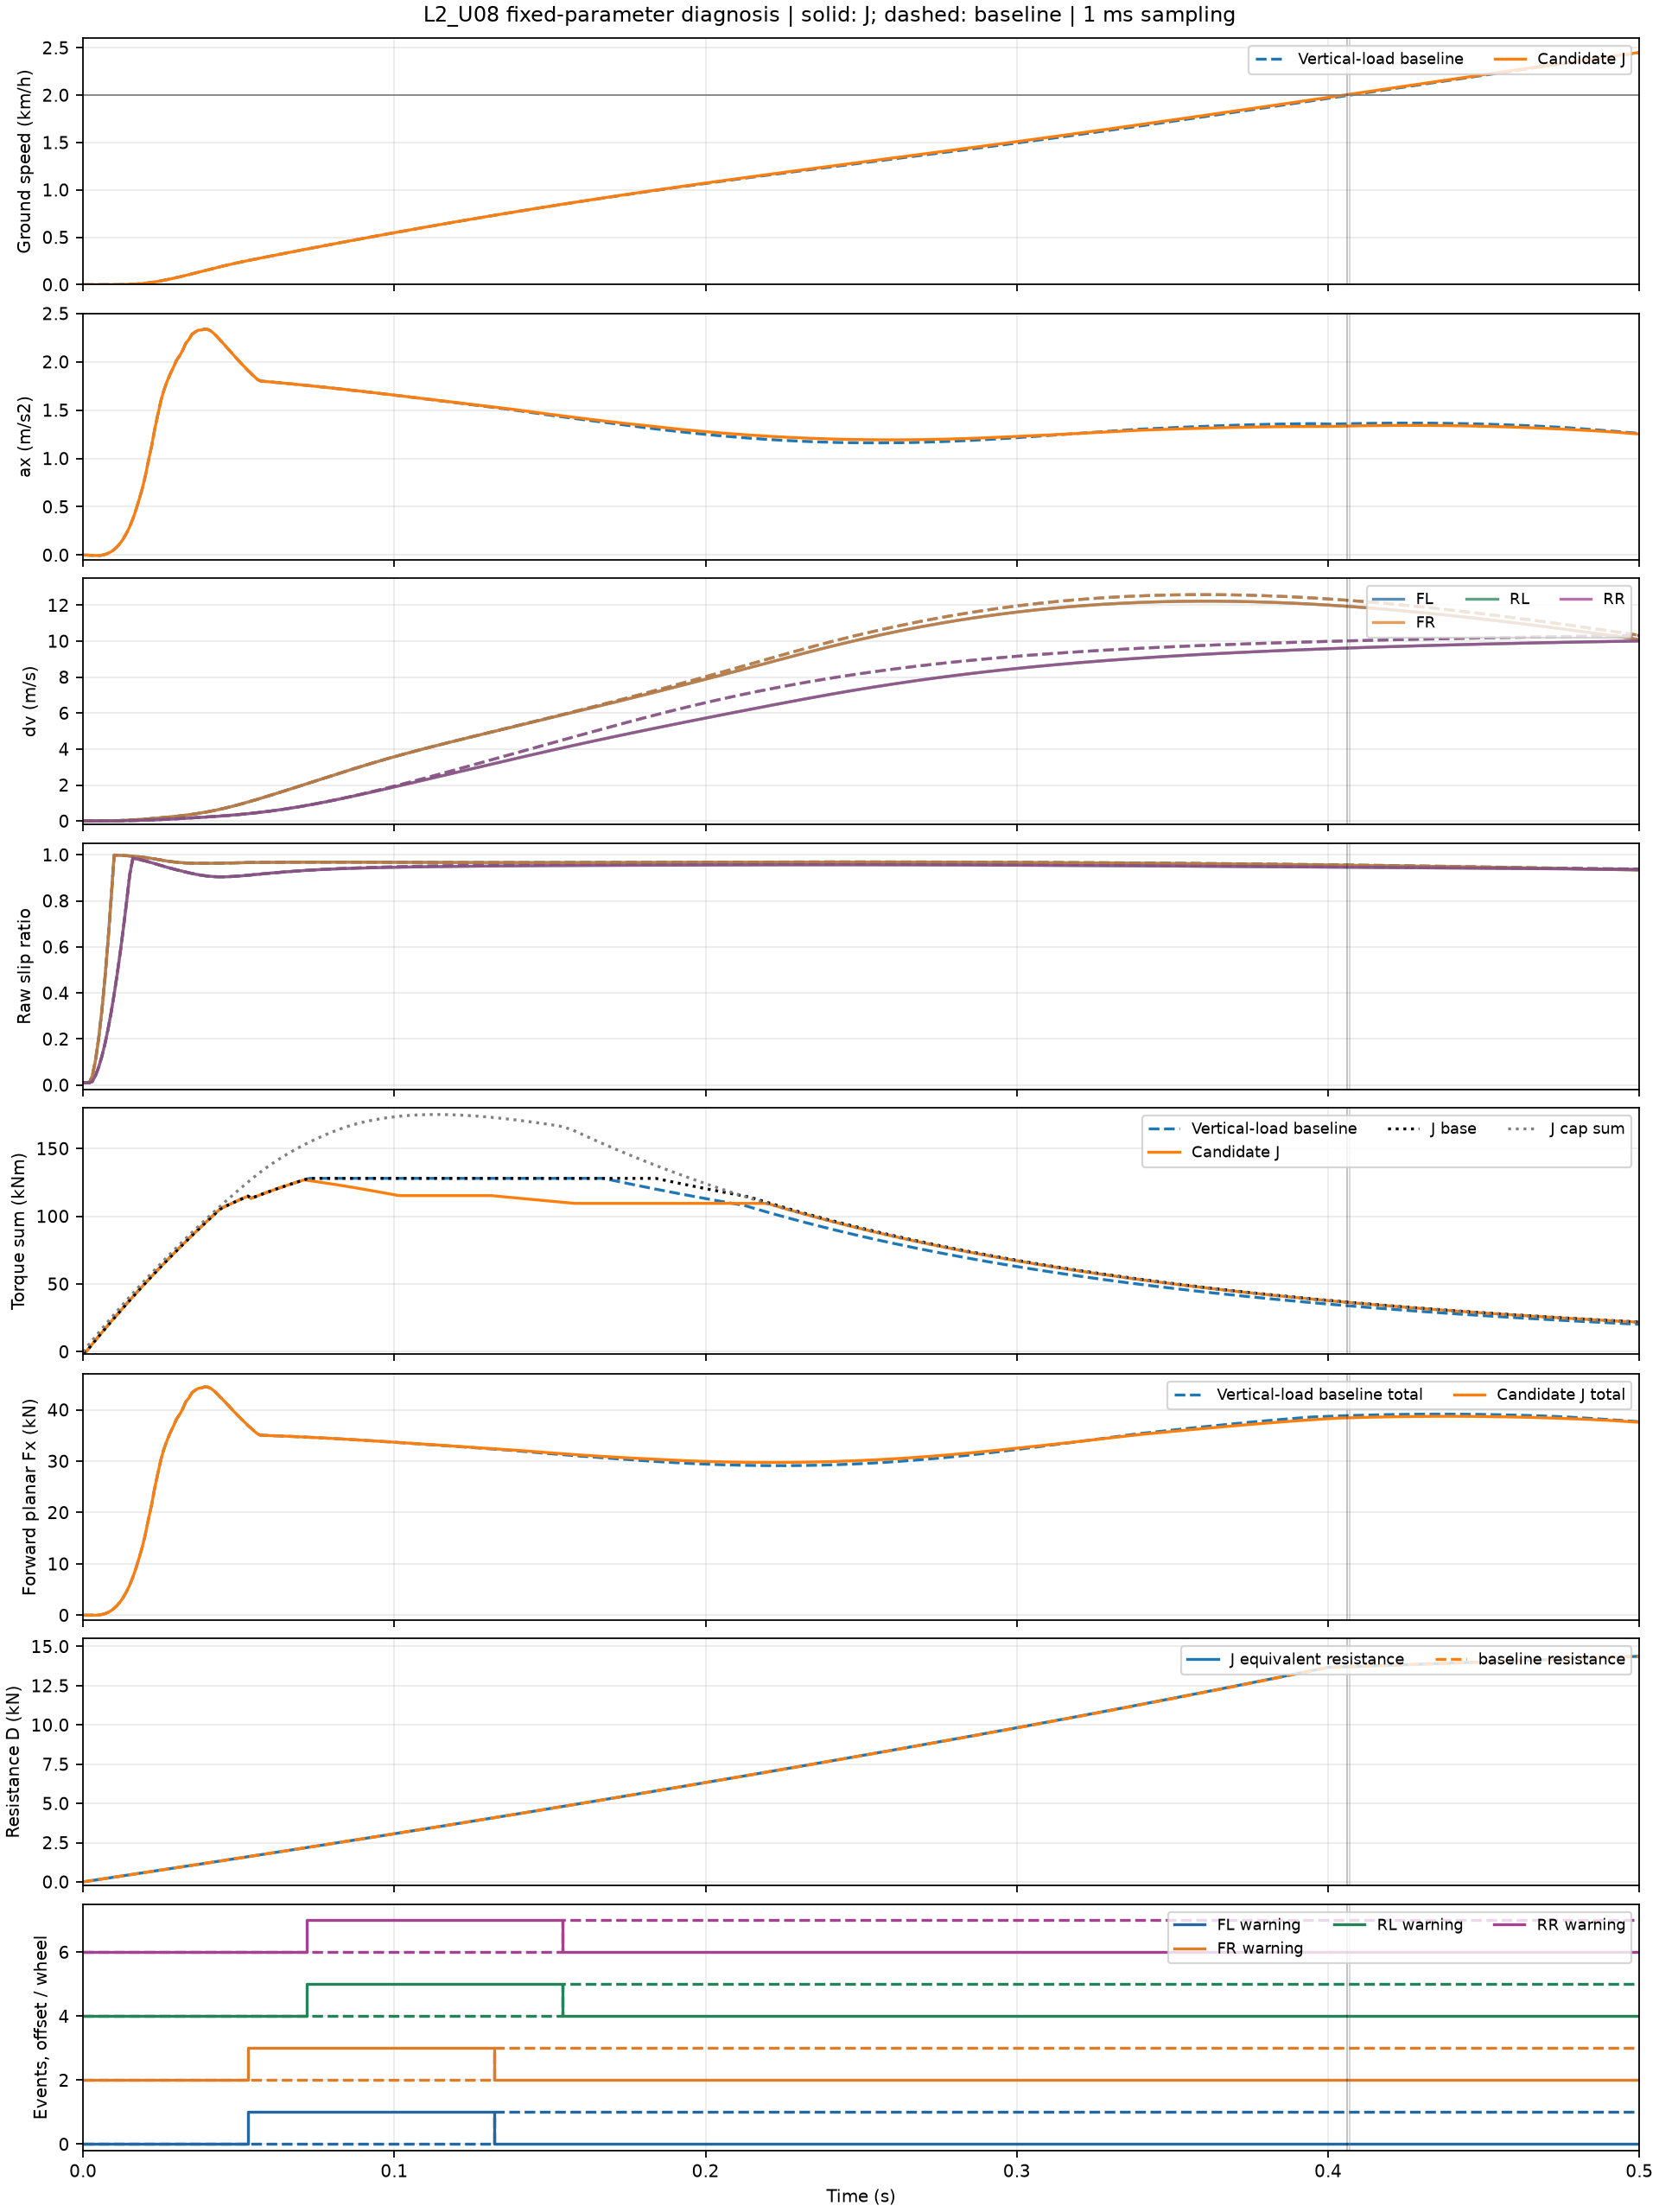 L2_U08 fixed-parameter diagnosis | solid: J; dashed: baseline | 1 ms sampling
Ground speed (km/h)
2.5
2.0
1.5
1.0
0.5
0.0
Vertical-load baseline
Candidate J
ax (m/s2)
2.5
2.0
1.5
1.0
0.5
0.0
dv (m/s)
12
10
8
6
4
2
0
FL
RL
RR
FR
Raw slip ratio
1.0
0.8
0.6
0.4
0.2
0.0
Torque sum (kNm)
150
100
50
0
Vertical-load baseline
J base
J cap sum
Candidate J
Forward planar Fx (kN)
40
30
20
10
0
Vertical-load baseline total
Candidate J total
Resistance D (kN)
15.0
12.5
10.0
7.5
5.0
2.5
0.0
J equivalent resistance
baseline resistance
Events, offset / wheel
6
4
2
0
FL warning
RL warning
RR warning
FR warning
0.0 0.1 0.2 0.3 0.4 0.5
Time (s)